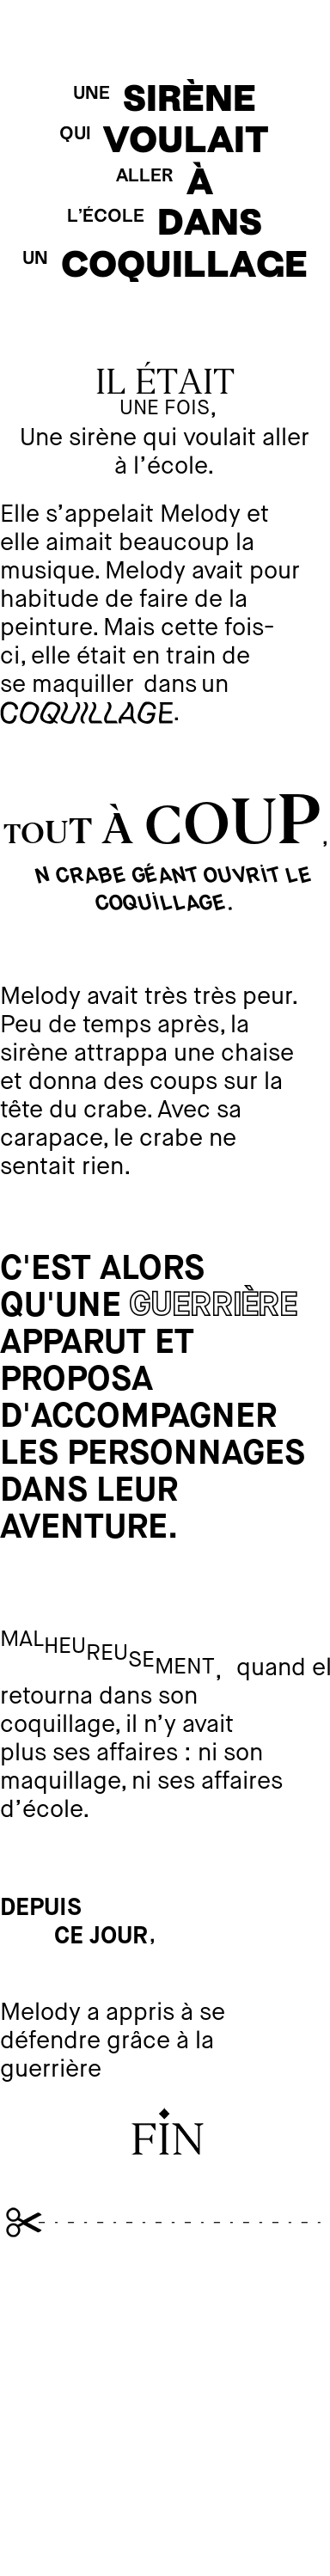 UNE SIRÈNE
QUI VOULAIT
ALLER À
L’ÉCOLE DANS
UN COQUILLAGE
IL ÉTAIT
UNE FOIS,
Une sirène qui voulait aller
à l’école.
Elle s’appelait Melody et
elle aimait beaucoup la
musique. Melody avait pour
habitude de faire de la
peinture. Mais cette fois-
ci, elle était en train de
se maquiller dans un
COQUILLAGE.
TOUT À COUP,
N CRABE GÉANT OUVRiT LE
COQUiLLAGE.
Melody avait très très peur.
Peu de temps après, la
sirène attrappa une chaise
et donna des coups sur la
tête du crabe. Avec sa
carapace, le crabe ne
sentait rien.
C'EST ALORS
QU'UNE GUERRIÈRE
APPARUT ET
PROPOSA
D'ACCOMPAGNER
LES PERSONNAGES
DANS LEUR
AVENTURE.
MALHEUREUSEMENT, quand el
retourna dans son
coquillage, il n’y avait
plus ses affaires : ni son
maquillage, ni ses affaires
d’école.
DEPUIS
CE JOUR,
Melody a appris à se
défendre grâce à la
guerrière
FiN